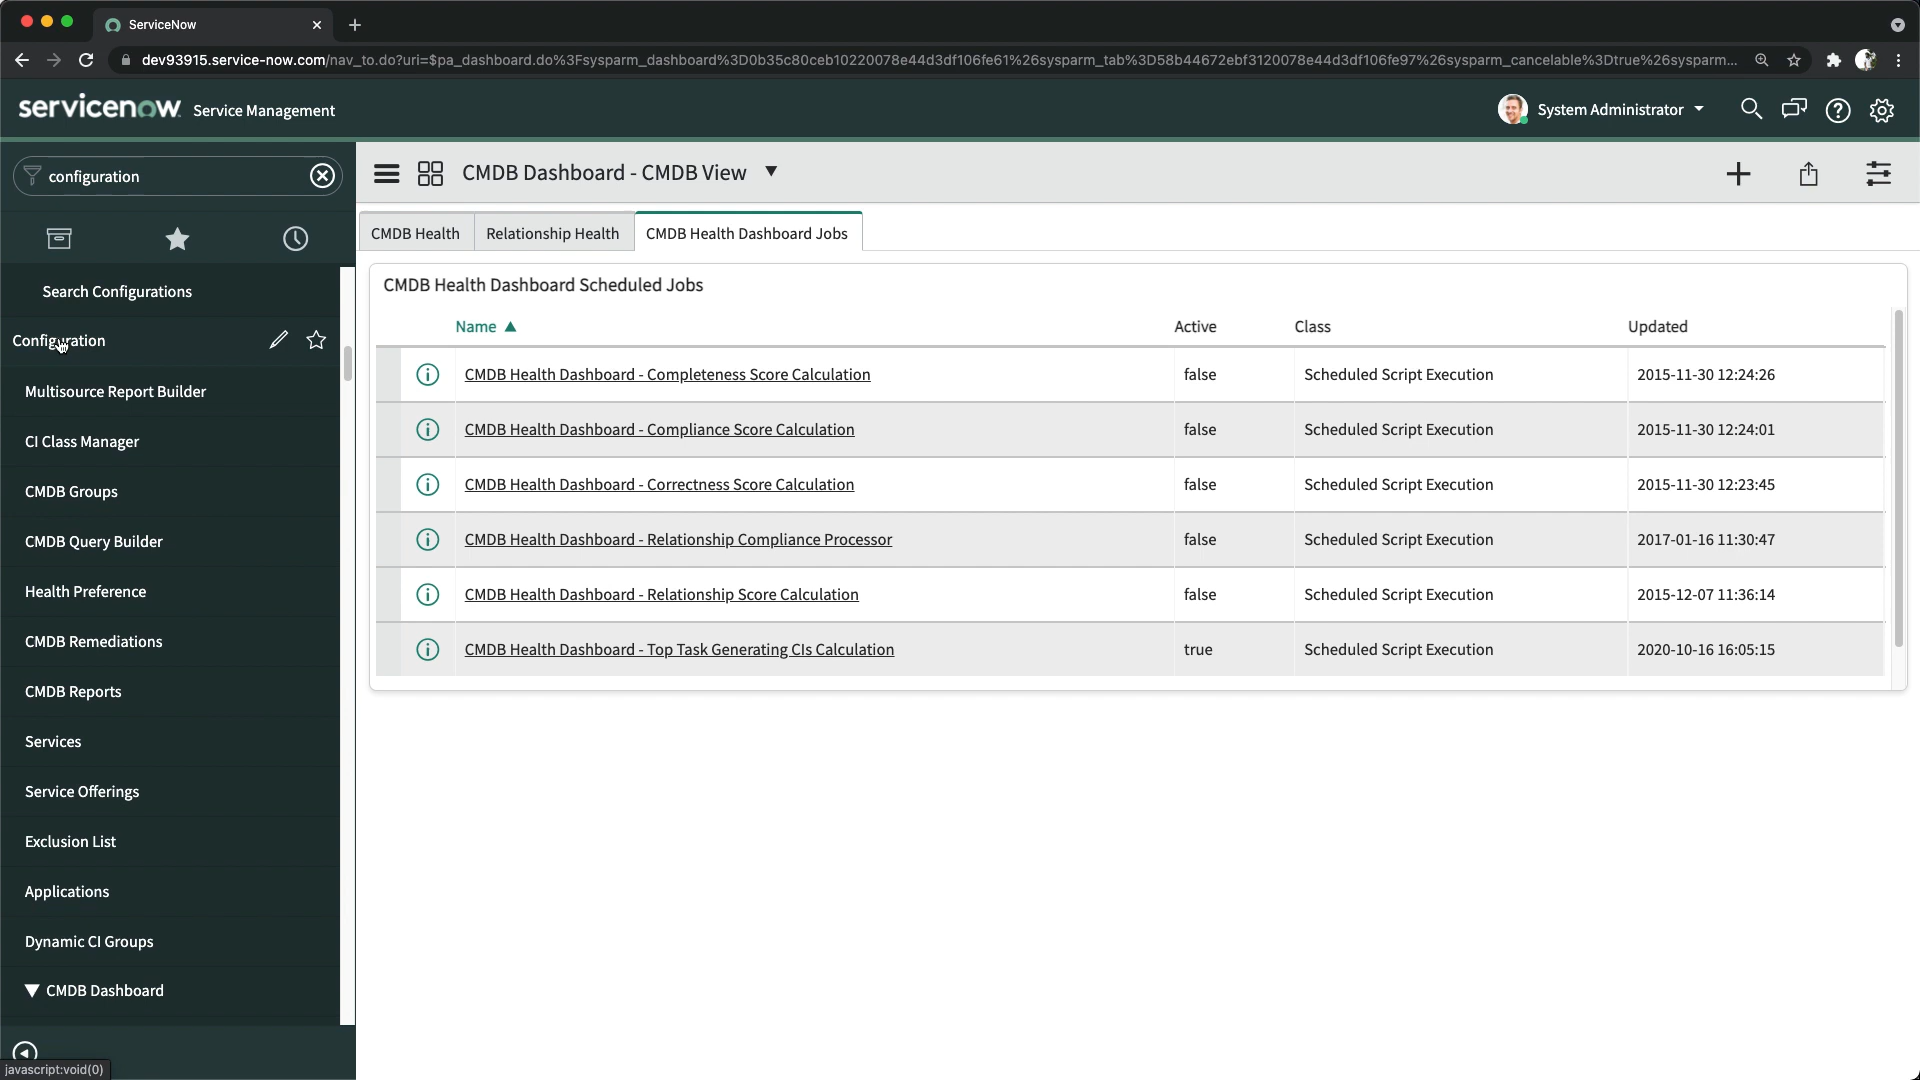 ServiceNow
dev93915.service-now.com/nav_to.do?uri=$pa_dashboard.do%3Fsysparm_dashboard%3D0b35c80ceb10220078e44d3df106fe61%26sysparm_tab%3D58b44672ebf3120078e44d3df106fe97%26sysparm_cancelable%3Dtrue%26sysparm...
servicenow Service Management
System Administrator
configuration
CMDB Dashboard - CMDB View
CMDB Health Relationship Health CMDB Health Dashboard Jobs
Search Configurations
Configuration
Multisource Report Builder
CI Class Manager
CMDB Groups
CMDB Query Builder
Health Preference
CMDB Remediations
CMDB Reports
Services
Service Offerings
Exclusion List
Applications
Dynamic CI Groups
CMDB Dashboard
javascript:void(0)
CMDB Health Dashboard Scheduled Jobs
Name Active Class Updated
CMDB Health Dashboard - Completeness Score Calculation false Scheduled Script Execution 2015-11-30 12:24:26
CMDB Health Dashboard - Compliance Score Calculation false Scheduled Script Execution 2015-11-30 12:24:01
CMDB Health Dashboard - Correctness Score Calculation false Scheduled Script Execution 2015-11-30 12:23:45
CMDB Health Dashboard - Relationship Compliance Processor false Scheduled Script Execution 2017-01-16 11:30:47
CMDB Health Dashboard - Relationship Score Calculation false Scheduled Script Execution 2015-12-07 11:36:14
CMDB Health Dashboard - Top Task Generating CIs Calculation true Scheduled Script Execution 2020-10-16 16:05:15